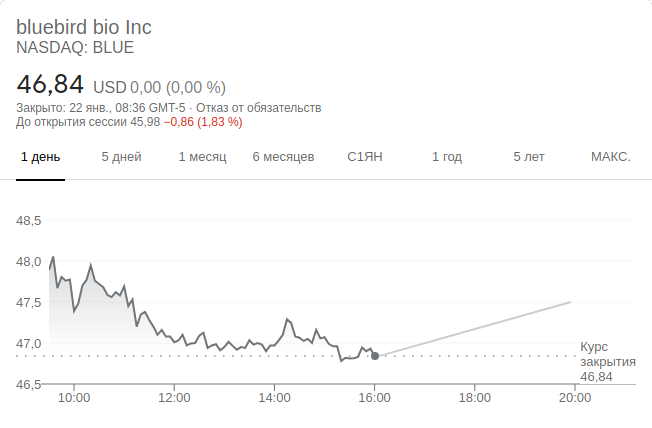 bluebird bio Inc
NASDAQ: BLUE
46,84 USD 0,00 (0,00 %)
Закрыто: 22 янв., 08:36 GMT-5 · Отказ от обязательств
До открытия сессии 45,98 −0,86 (1,83 %)
1 день 5 дней 1 месяц 6 месяцев С1ЯН 1 год 5 лет МАКС.
48,5
48,0
47,5
47,0
46,5
Курс
закрытия
46,84
10:00 12:00 14:00 16:00 18:00 20:00